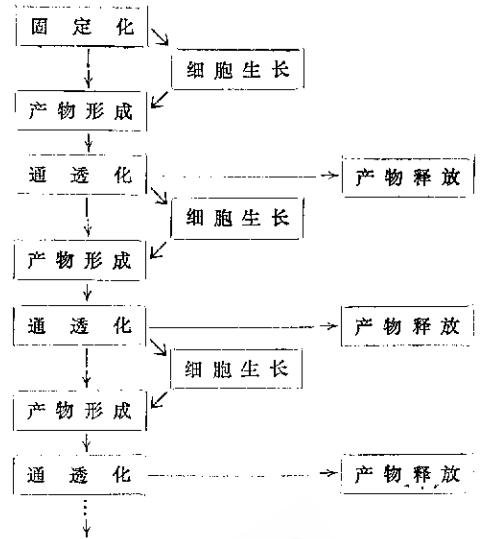 固定化
细胞生长
产物形成
通透化
产物释放
细胞生长
产物形成
通透化
产物释放
细胞生长
产物形成
通透化
产物释放